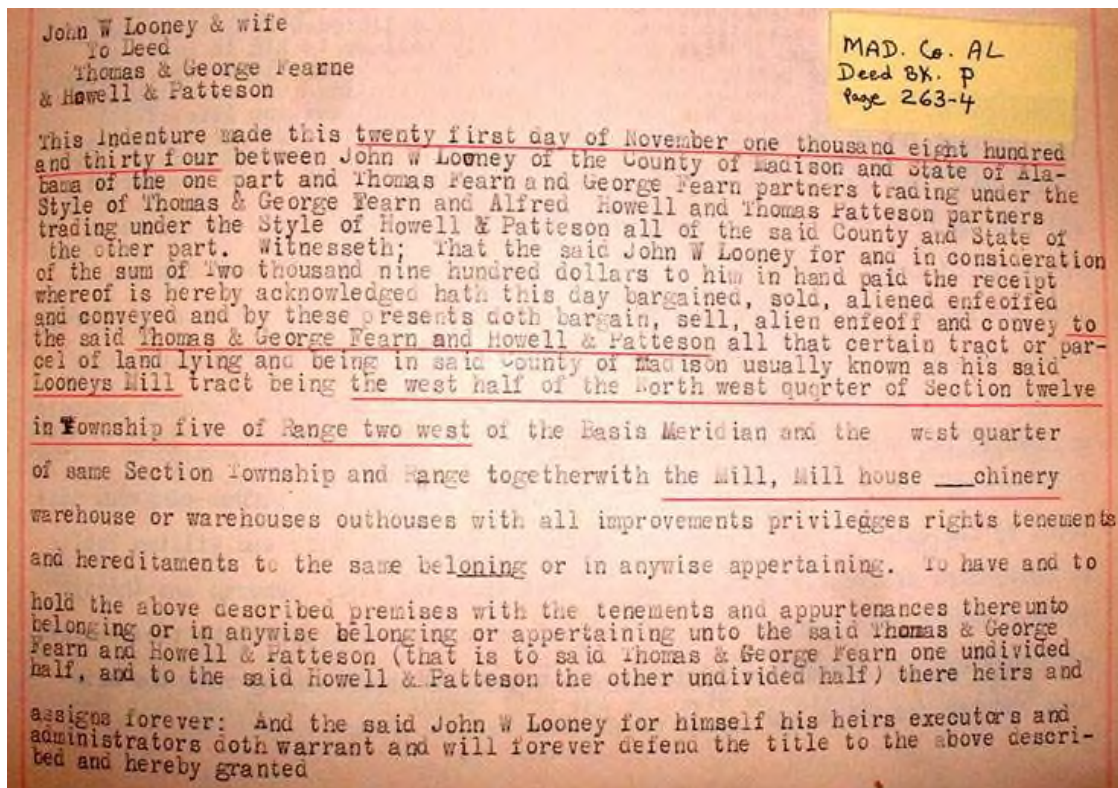 John W Looney & wife
To Deed
Thomas & George Fearne
& Howell & Patteson
MAD. Co. AL
Deed BK. P
Page 263-4
This Indenture made this twenty first day of November one thousand eight hundred
and thirty four between John W Looney of the County of Madison and State of Ala-
bama of the one part and Thomas Fearn and George Fearn partners trading under the
Style of Thomas & George Fearn and Alfred Howell and Thomas Patteson partners
trading under the Style of Howell & Patteson all of the said County and State of
the other part. Witnesseth; That the said John W Looney for and in consideration
of the sum of Two thousand nine hundred dollars to him in hand paid the receipt
whereof is hereby acknowledged hath this day bargained, sold, aliened enfeoffed
and conveyed and by these presents doth bargain, sell, alien enfeoff and convey to
the said Thomas & George Fearn and Howell & Patteson all that certain tract or par-
cel of land lying and being in said County of Madison usually known as his said
Looneys Mill tract being the west half of the North west quqrter of Section twelve
in Township five of Range two west of the Basis Meridian and the west quarter
of same Section Township and Range togetherwith the Mill, Mill house ___chinery
warehouse or warehouses outhouses with all improvements priviledges rights tenements
and hereditaments to the same beloning or in anywise appertaining. To have and to
hold the above described premises with the tenements and appurtenances thereunto
belonging or in anywise belonging or appertaining unto the said Thomas & George
Fearn and Howell & Patteson (that is to said Thomas & George Fearn one undivided
half, and to the said Howell & Patteson the other undivided half) there heirs and
assigns forever: And the said John W Looney for himself his heirs executors and
administrators doth warrant and will forever defend the title to the above descri-
bed and hereby granted